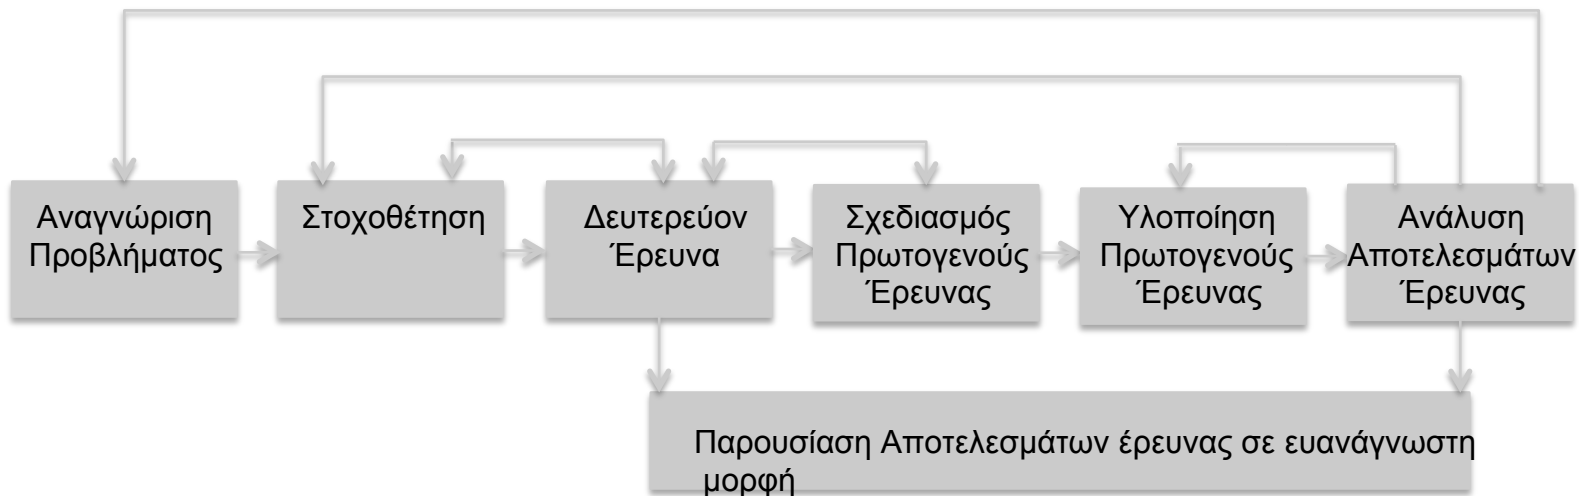 Αναγνώριση
Προβλήματος
Στοχοθέτηση
Δευτερεύον
Έρευνα
Σχεδιασμός
Πρωτογενούς
Έρευνας
Υλοποίηση
Πρωτογενούς
Έρευνας
Ανάλυση
Αποτελεσμάτων
Έρευνας
Παρουσίαση Αποτελεσμάτων έρευνας σε ευανάγνωστη
μορφή